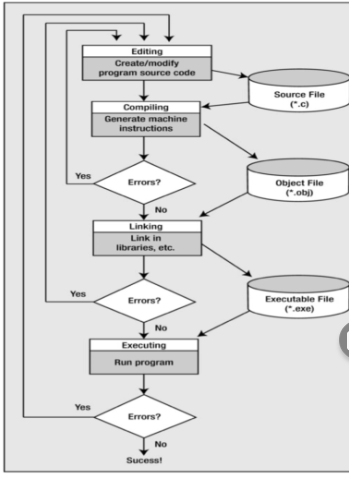 Editing
Create/modify
program source code
Source File
(*.c)
Compiling
Generate machine
instructions
Yes
Errors?
Object File
(*.obj)
No
Linking
Link in
libraries, etc.
Yes
Errors?
Executable File
(*.exe)
No
Executing
Run program
Yes
Errors?
No
Sucess!